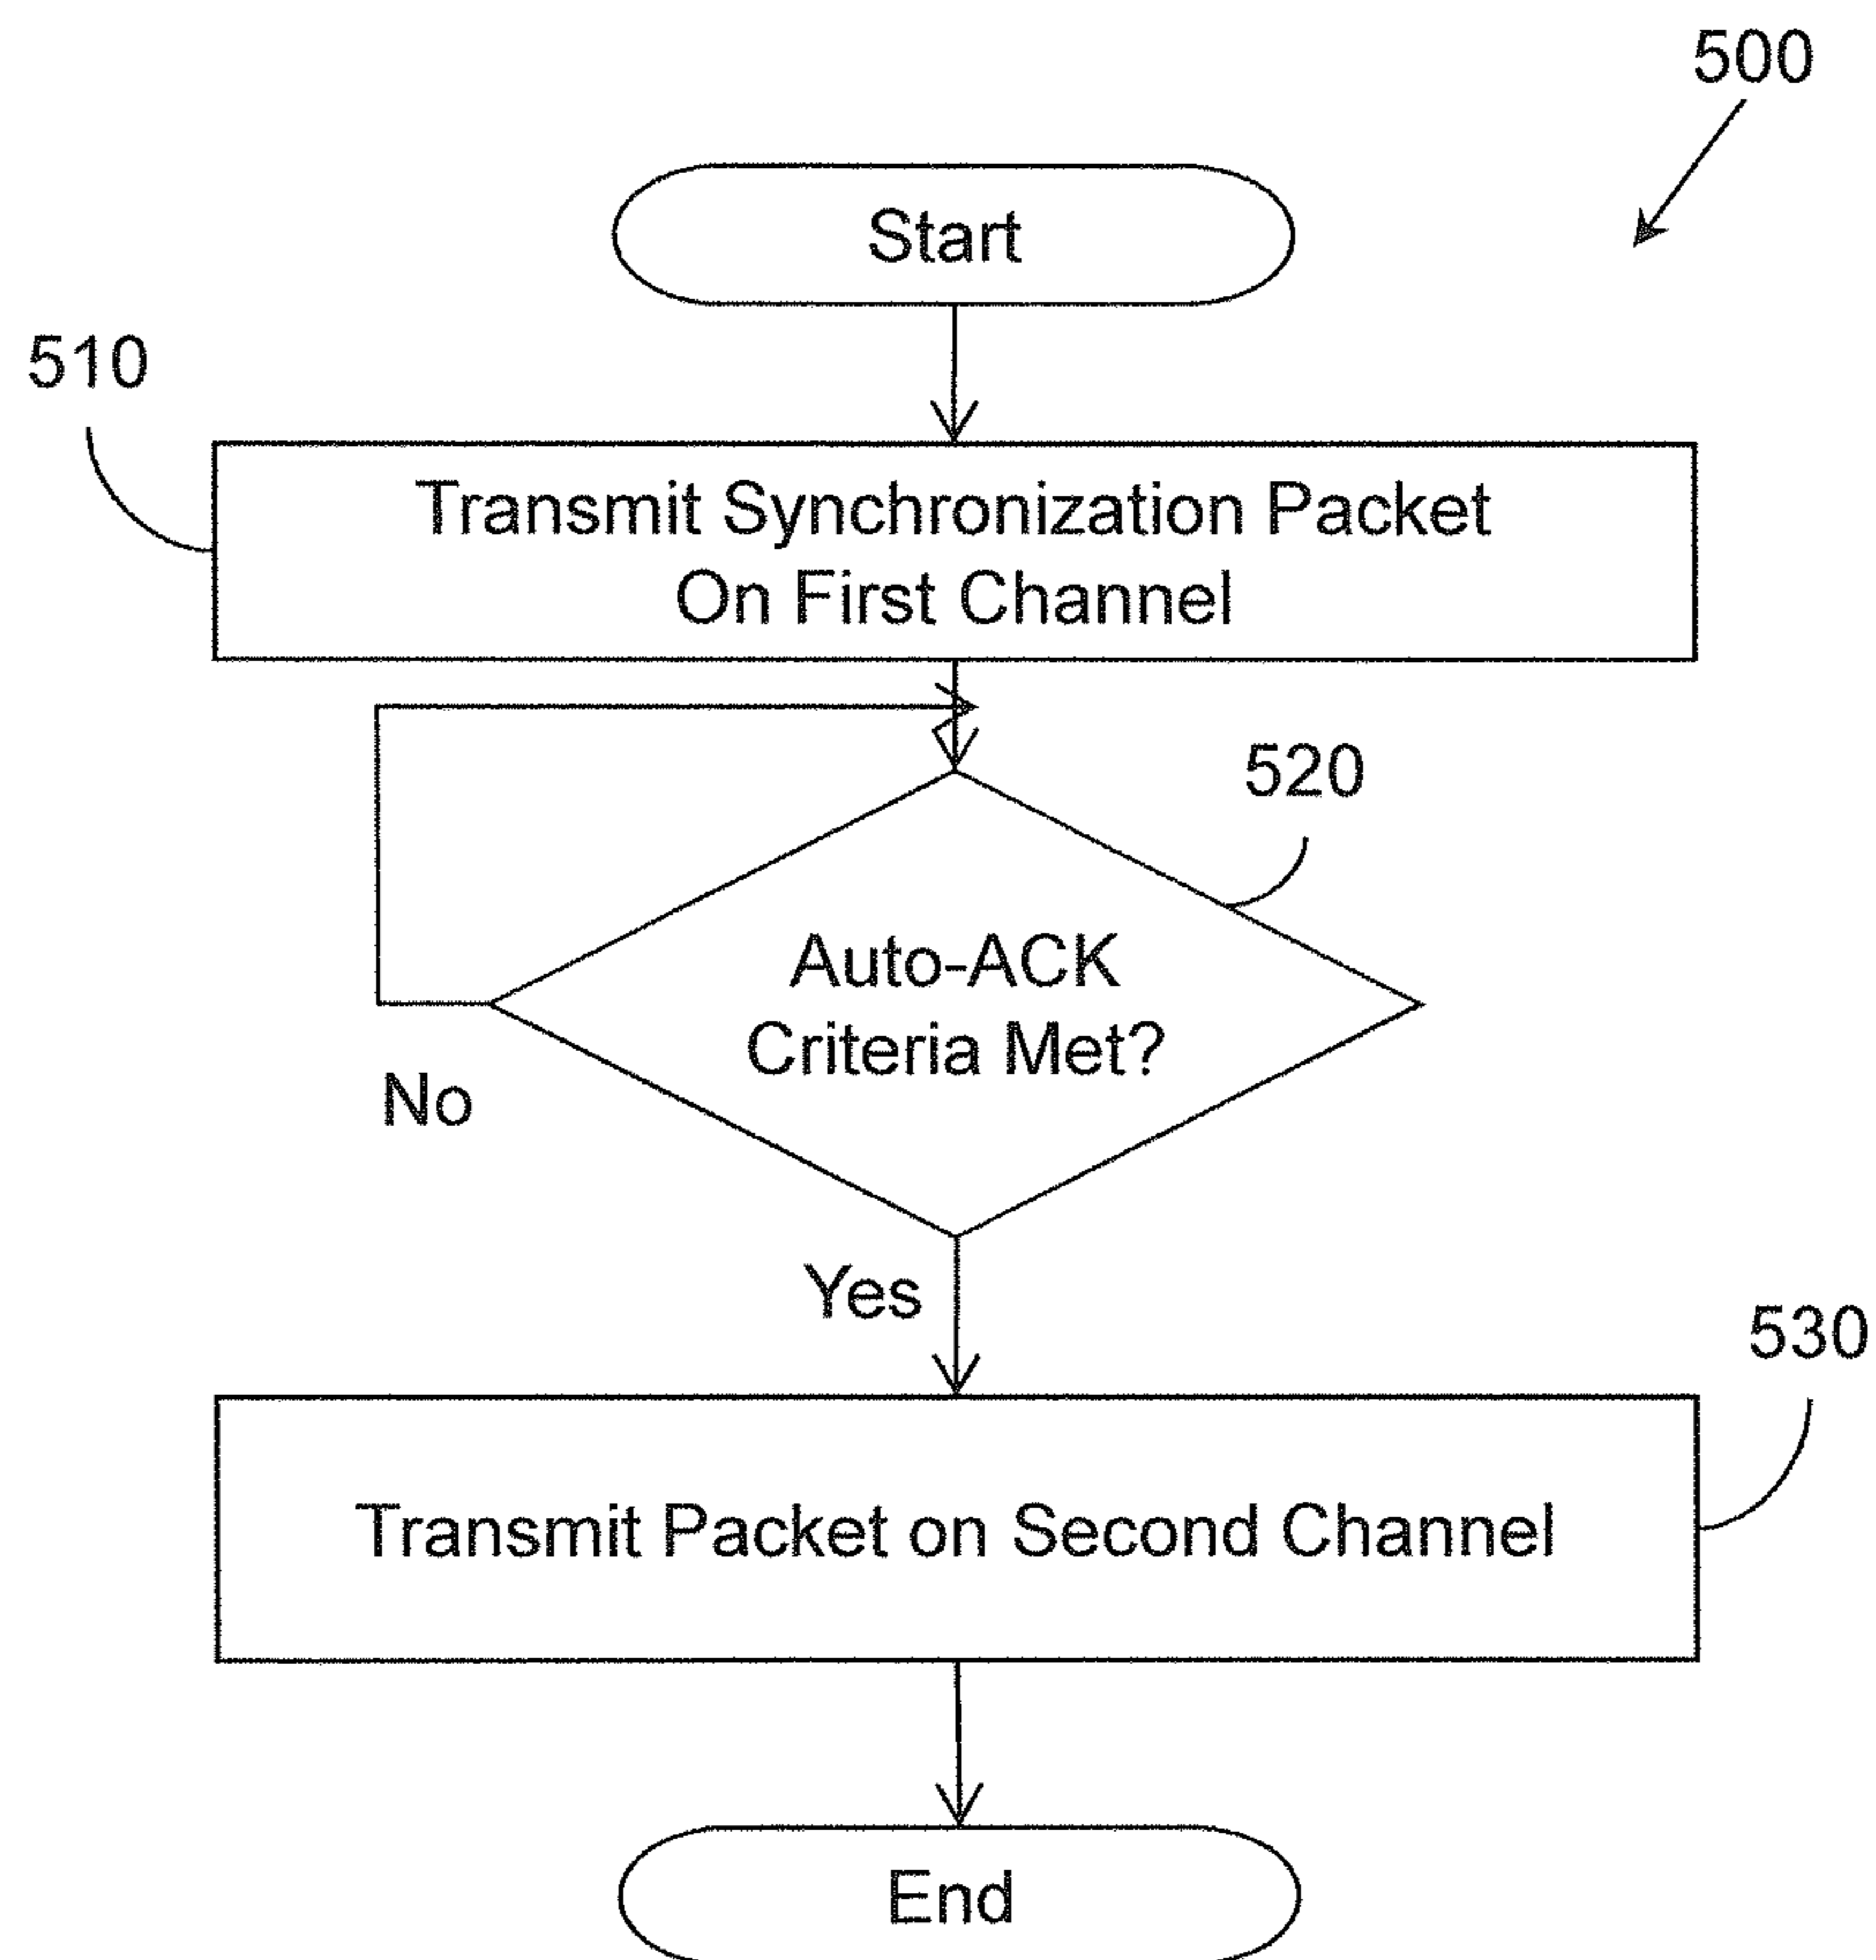 500
Start
510
Transmit Synchronization Packet
On First Channel
520
Auto-ACK
Criteria Met?
No
Yes
530
Transmit Packet on Second Channel
End